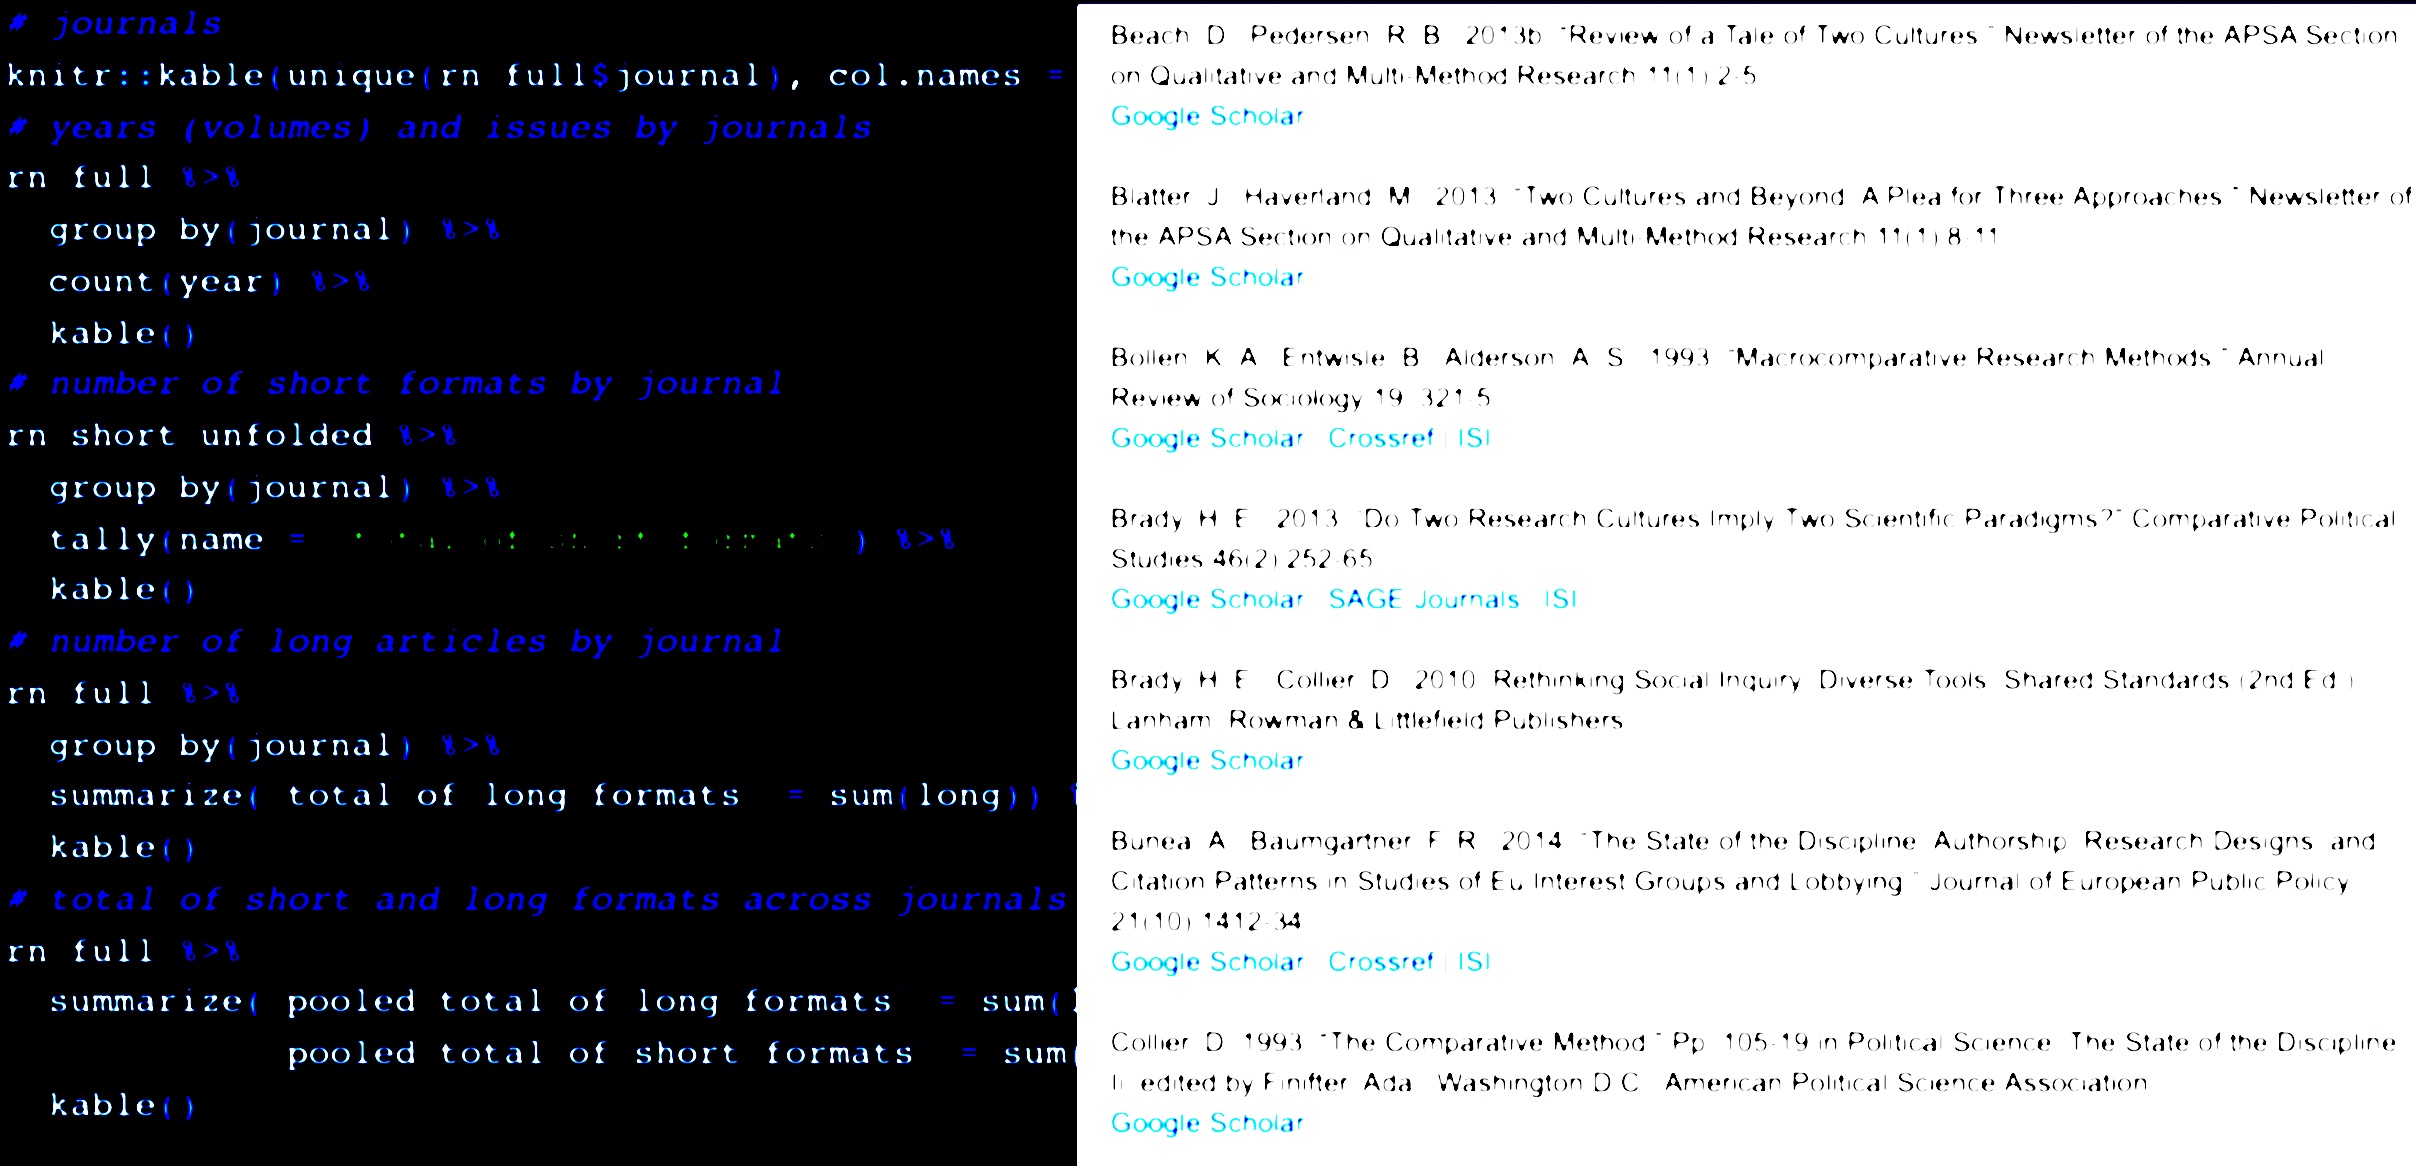 # journals
knitr::kable(unique(rn full$journal), col.names =
# years (volumes) and issues by journals
rn full %>%
group by(journal) %>%
count(year) %>%
kable()
# number of short formats by journal
rn short unfolded %>%
group by(journal) %>%
tally(name = ) %>%
kable()
# number of long articles by journal
rn full %>%
group by(journal) %>%
summarize( total of long formats = sum(long))
kable()
# total of short and long formats across journals
rn full %>%
summarize( pooled total of long formats = sum(
pooled total of short formats = sum(
kable()
Beach D Pedersen R B 2013b "Review of a Tale of Two Cultures " Newsletter of the APSA Section
on Qualitative and Multi-Method Research 11(1) 2-5
Google Scholar
Blatter J Haverland M 2013 "Two Cultures and Beyond A Plea for Three Approaches " Newsletter of
the APSA Section on Qualitative and Multi-Method Research 11(1) 8-11
Google Scholar
Bollen K A Entwisle B Alderson A S 1993 "Macrocomparative Research Methods " Annual
Review of Sociology 19 321-5
Google Scholar Crossref | ISI
Brady H E 2013 "Do Two Research Cultures Imply Two Scientific Paradigms?" Comparative Political
Studies 46(2) 252-65
Google Scholar SAGE Journals ISI
Brady H E Collier D 2010 Rethinking Social Inquiry Diverse Tools Shared Standards (2nd Ed )
Lanham Rowman & Littlefield Publishers
Google Scholar
Bunea A Baumgartner F R 2014 "The State of the Discipline Authorship Research Designs and
Citation Patterns in Studies of Eu Interest Groups and Lobbying " Journal of European Public Policy
21(10) 1412-34
Google Scholar Crossref | ISI
Collier D 1993 "The Comparative Method " Pp 105-19 in Political Science The State of the Discipline
Ii edited by Finifter Ada Washington D C American Political Science Association
Google Scholar